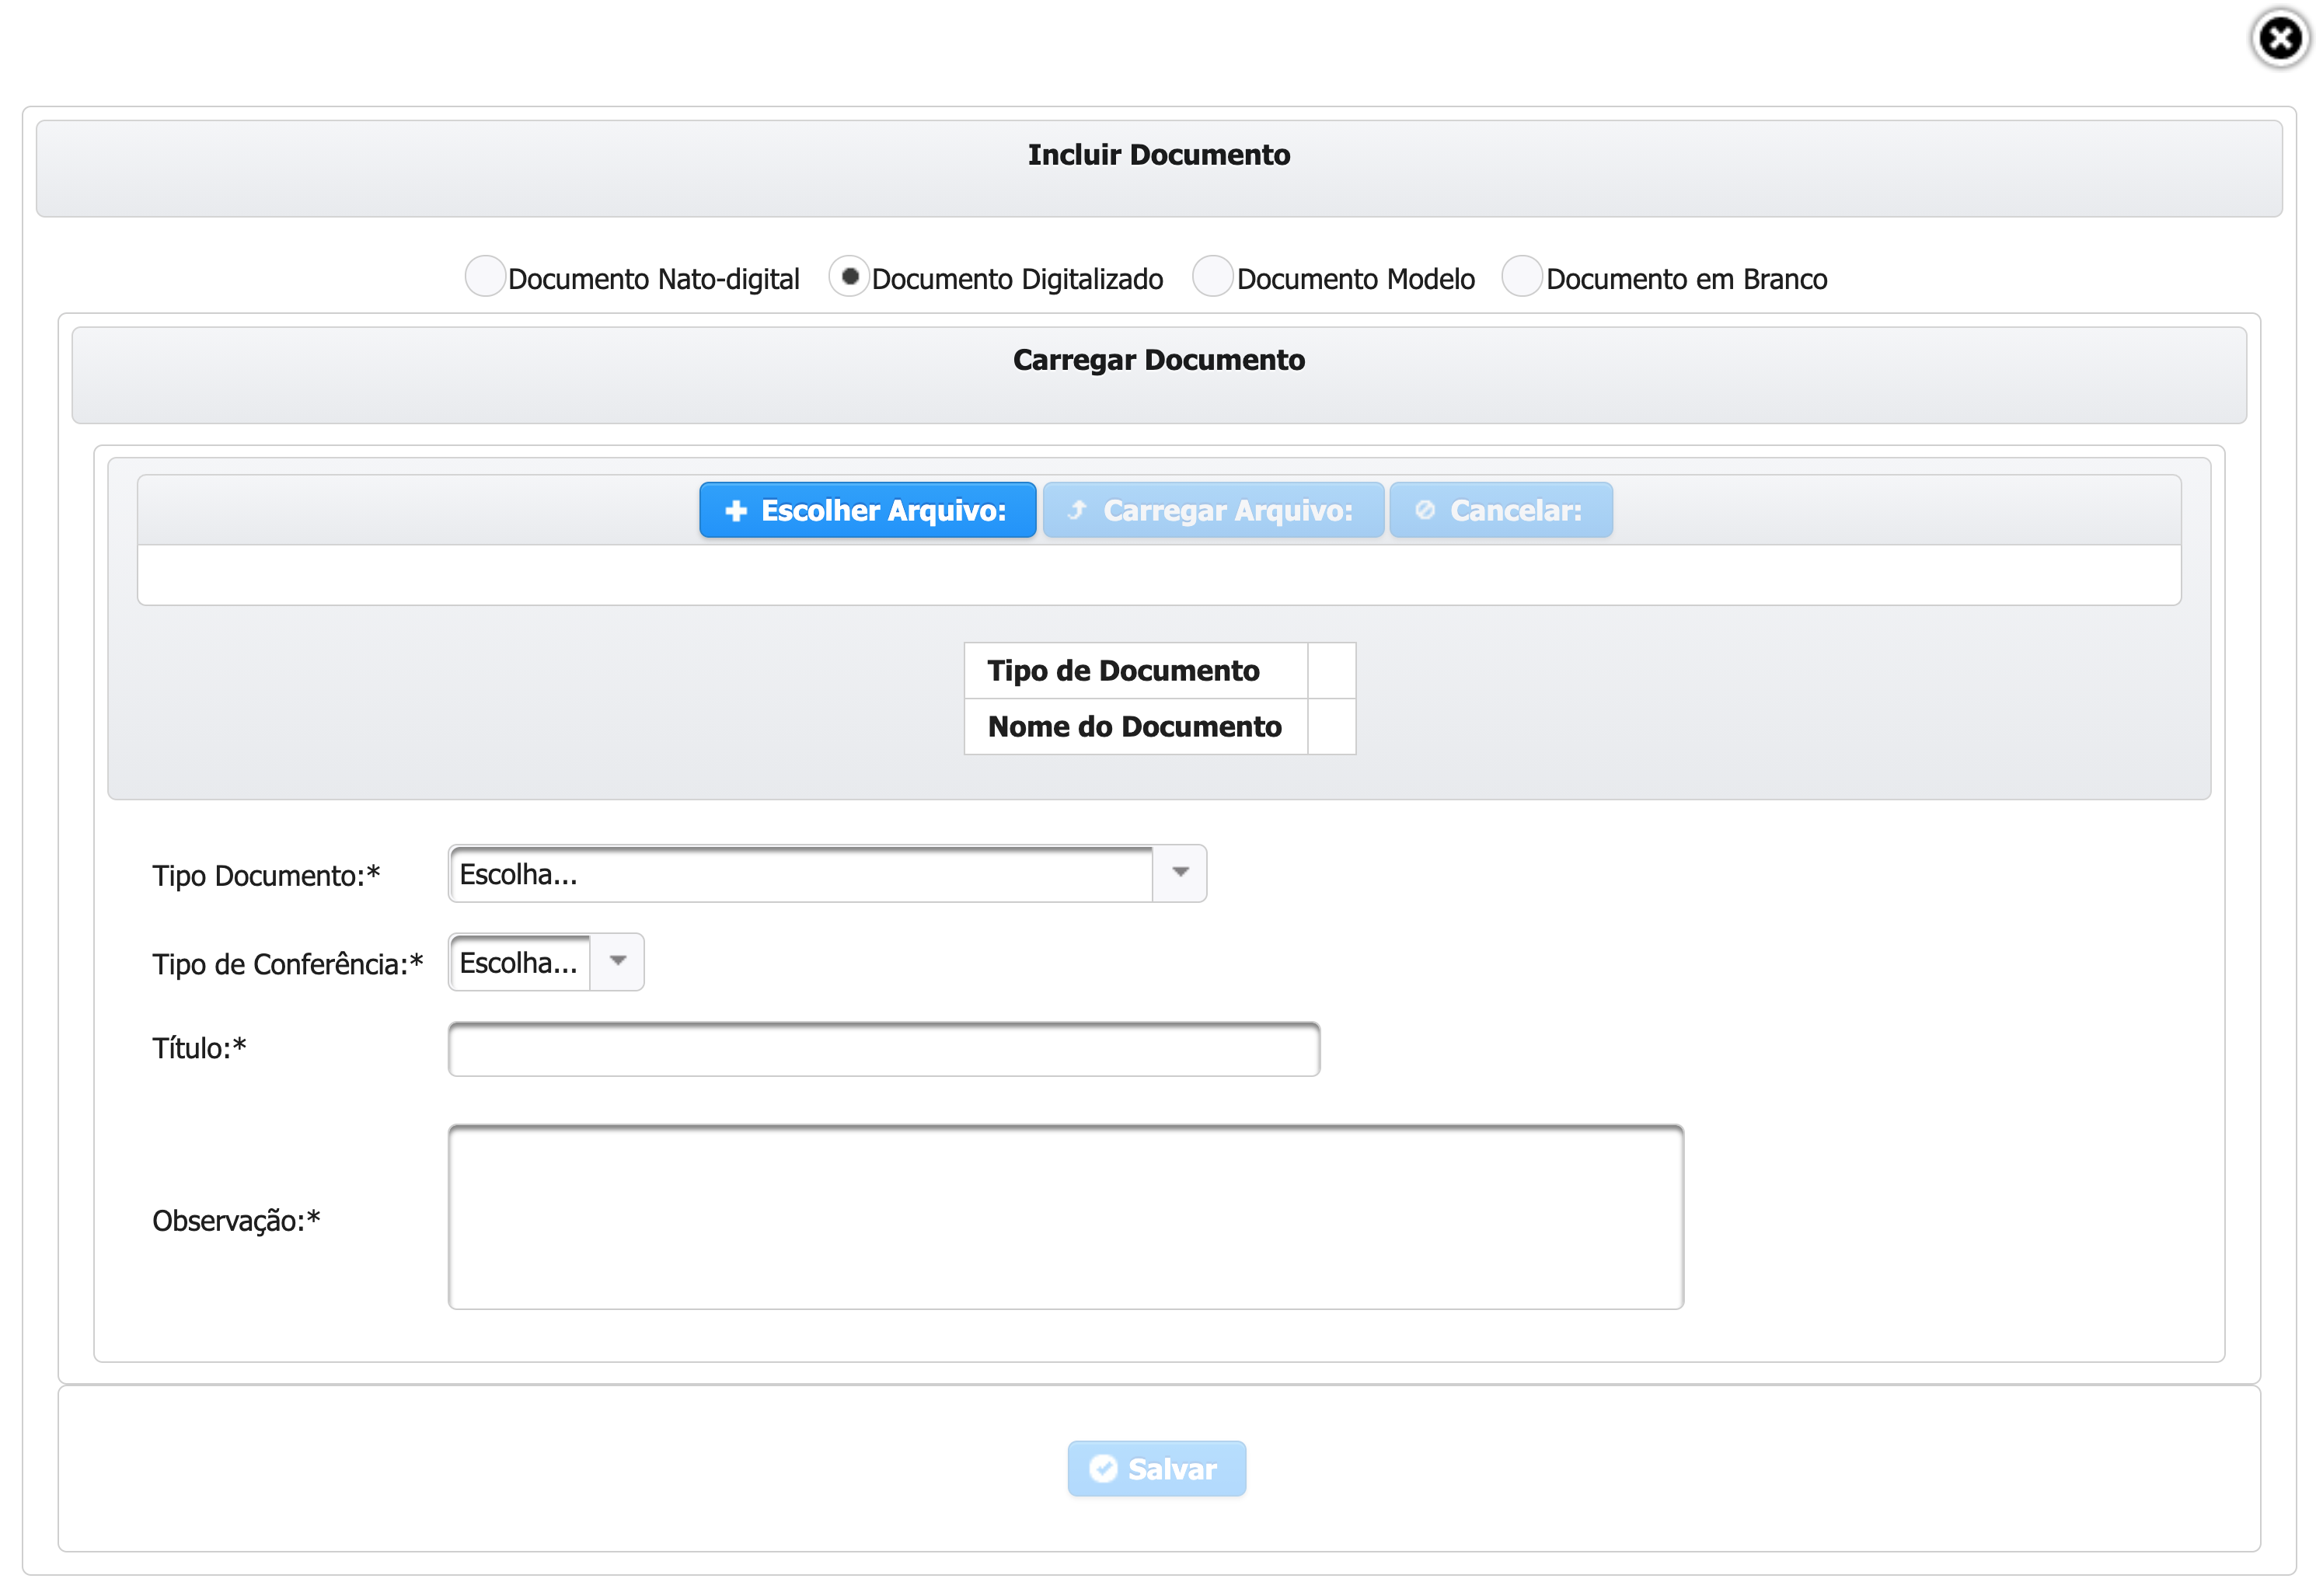 Incluir Documento
Documento Nato-digital Documento Digitalizado Documento Modelo Documento em Branco
Carregar Documento
Escolher Arquivo: Carregar Arquivo: Cancelar:
Tipo de Documento
Nome do Documento
Tipo Documento:* Escolha...
Tipo de Conferência:* Escolha...
Título:*
Observação:*
Salvar